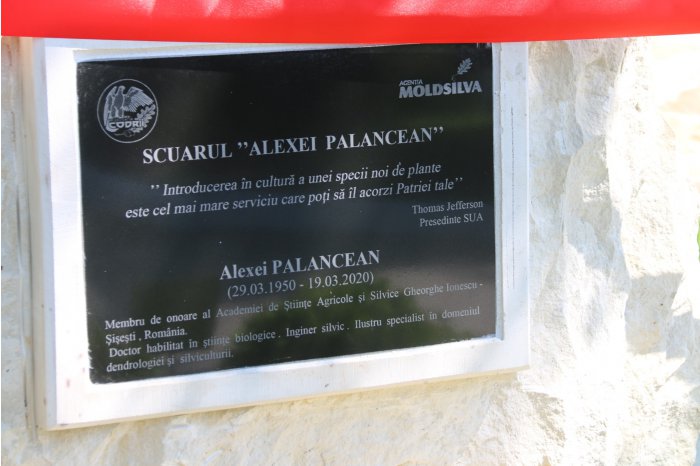 CODRII
AGENȚIA
MOLDSILVA
SCUARUL ”ALEXEI PALANCEAN”
”Introducerea în cultură a unei specii noi de plante
este cel mai mare serviciu care poți să îl acorzi Patriei tale”
Thomas Jefferson
Presedinte SUA
Alexei PALANCEAN
(29.03.1950 - 19.03.2020)
Membru de onoare al Academiei de Științe Agricole și Silvice Gheorghe Ionescu -
Șișești , România.
Doctor habilitat în științe biologice . Inginer silvic . Ilustru specialist în domeniul
dendrologiei și silviculturii.